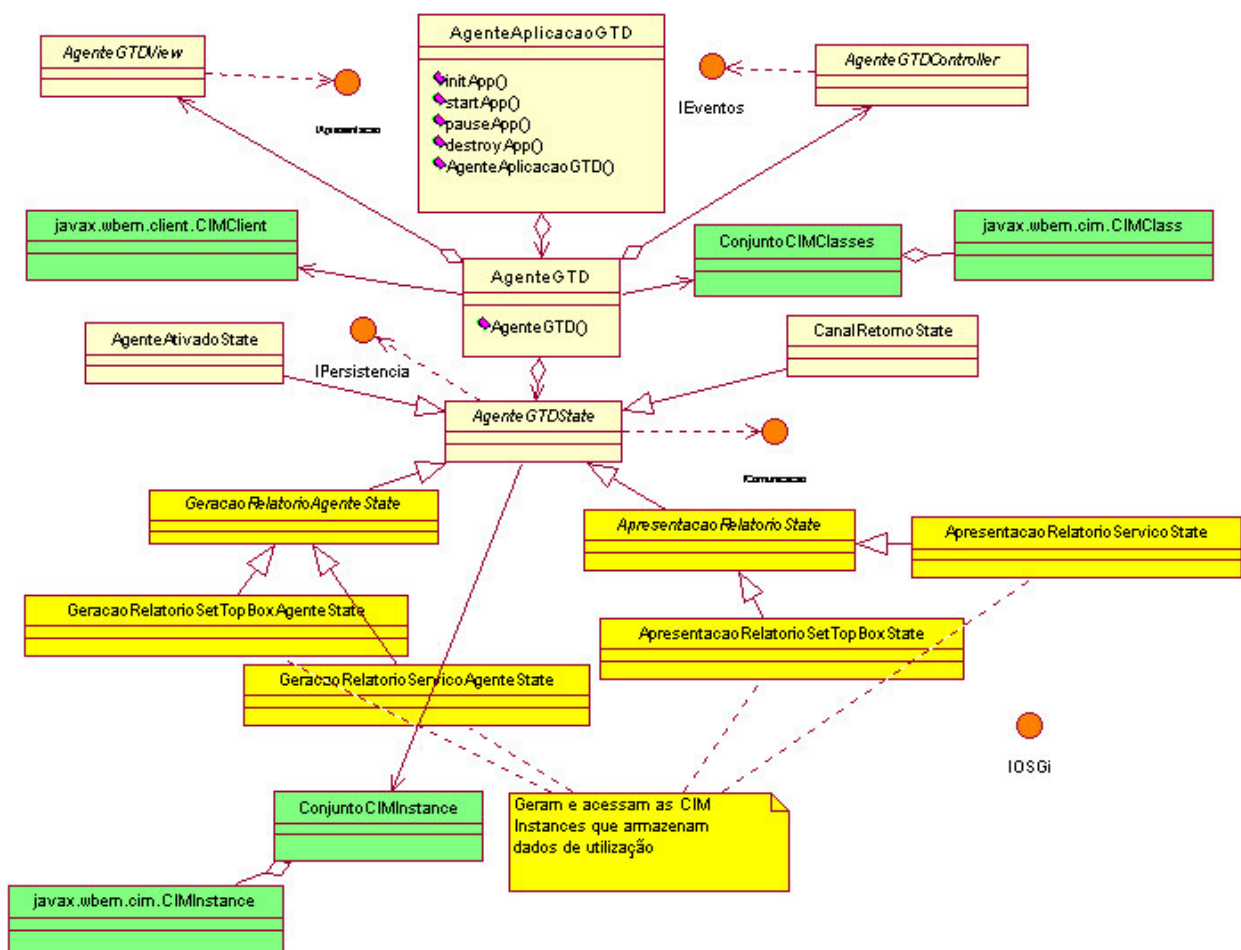 AgenteAplicacaoGTD
initApp()
startApp()
pauseApp()
destroyApp()
AgenteAplicacaoGTD()
AgenteGTDView
IApresentacao
IEventos
AgenteGTDController
javax.wbem.client.CIMClient
AgenteGTD
AgenteGTD()
ConjuntoCIMClasses
javax.wbem.cim.CIMClass
AgenteAtivadoState
IPersistencia
CanalRetornoState
AgenteGTDState
IComunicacao
GeracaoRelatorioAgenteState
ApresentacaoRelatorioState
ApresentacaoRelatorioServicoState
GeracaoRelatorioSetTopBoxAgenteState
ApresentacaoRelatorioSetTopBoxState
GeracaoRelatorioServicoAgenteState
IOSGi
ConjuntoCIMInstance
Geram e acessam as CIM
Instances que armazenam
dados de utilização
javax.wbem.cim.CIMInstance